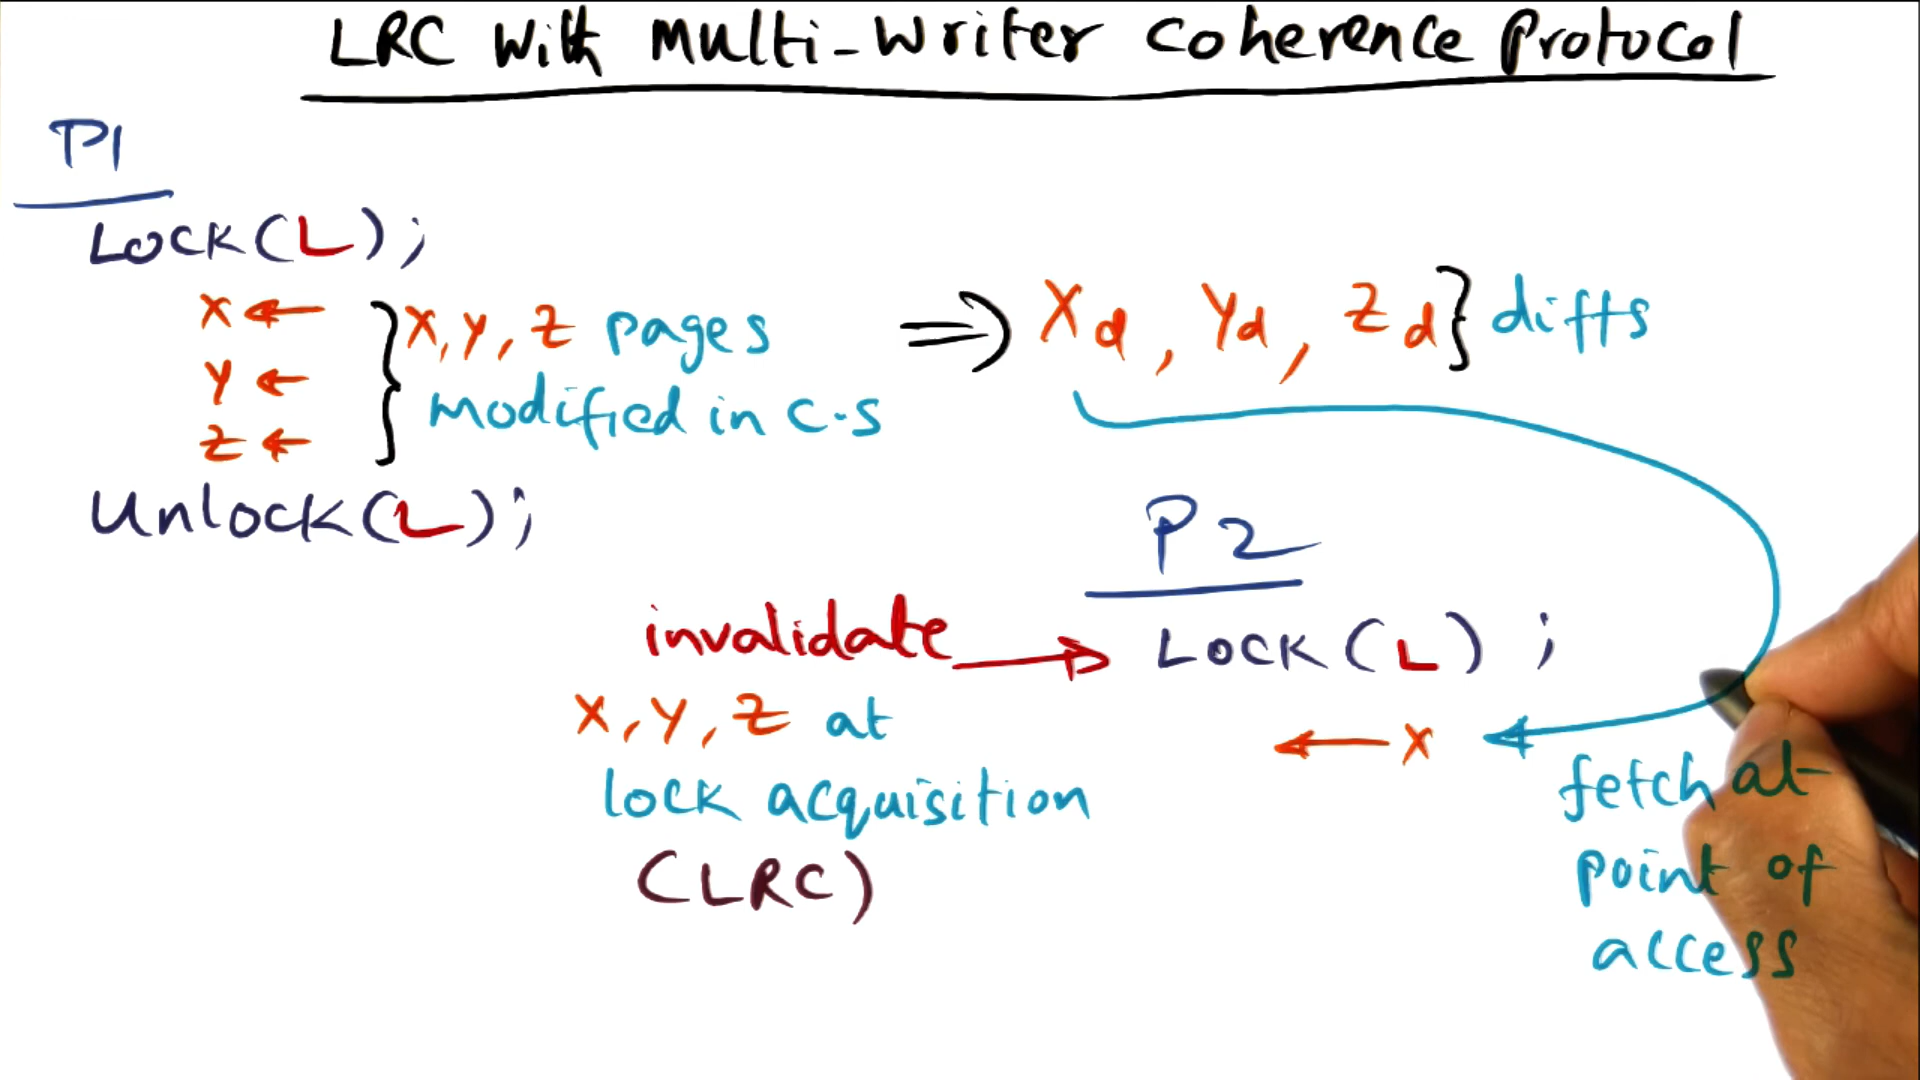 LRC with Multi-Writer Coherence Protocol
P1
Lock(L);
X ←
Y ←
Z ←
} X, Y, Z pages
modified in C.S
Unlock(L);
⇒ Xd, Yd, Zd } diffs
P2
Lock(L);
← X
invalidate →
X, Y, Z at
lock acquisition
(LRC)
fetch at
point of
access